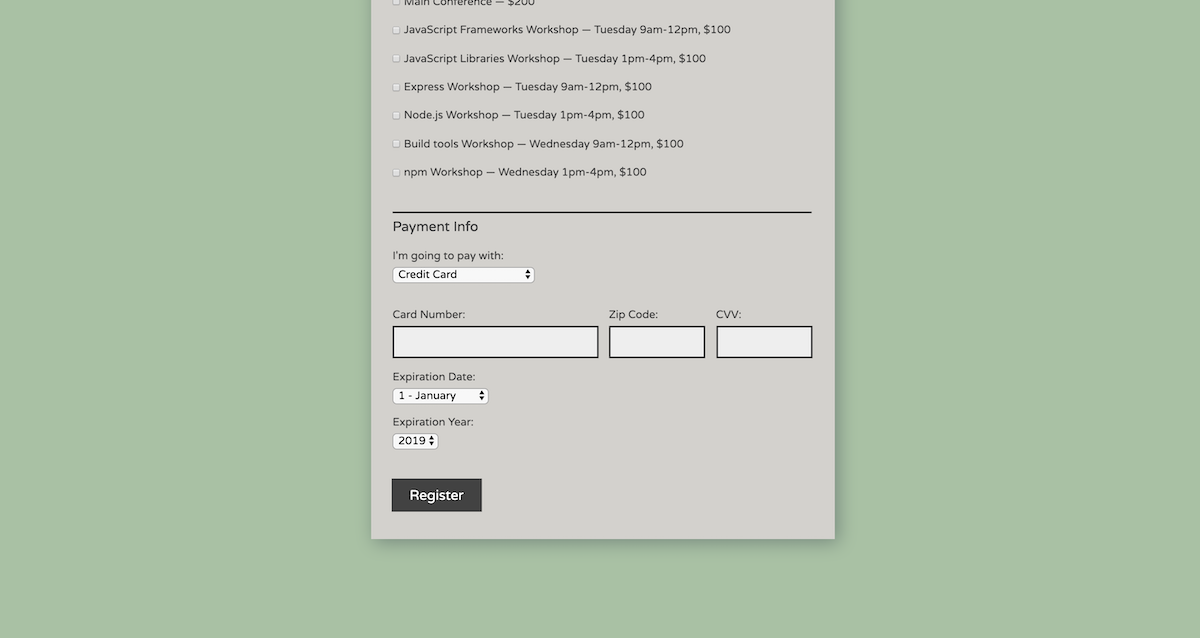 Main Conference — $200
JavaScript Frameworks Workshop — Tuesday 9am-12pm, $100
JavaScript Libraries Workshop — Tuesday 1pm-4pm, $100
Express Workshop — Tuesday 9am-12pm, $100
Node.js Workshop — Tuesday 1pm-4pm, $100
Build tools Workshop — Wednesday 9am-12pm, $100
npm Workshop — Wednesday 1pm-4pm, $100
Payment Info
I'm going to pay with:
Credit Card
Card Number: Zip Code: CVV:
Expiration Date:
1 - January
Expiration Year:
2019
Register